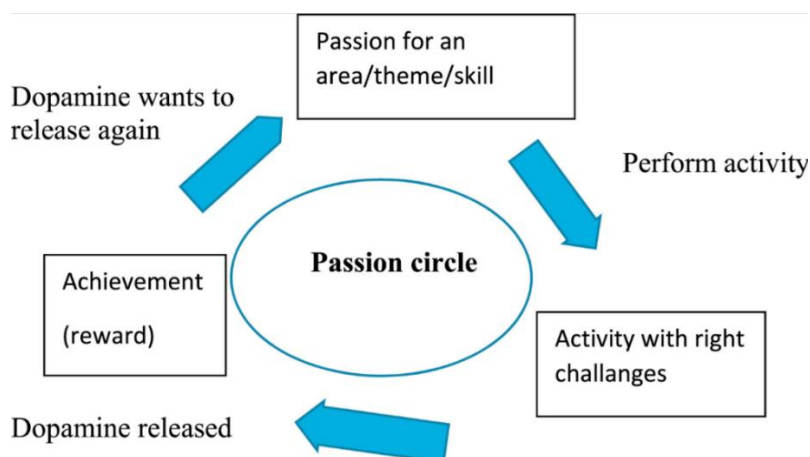 Passion for an
area/theme/skill
Dopamine wants to
release again
Perform activity
Passion circle
Achievement
(reward)
Activity with right
challanges
Dopamine released